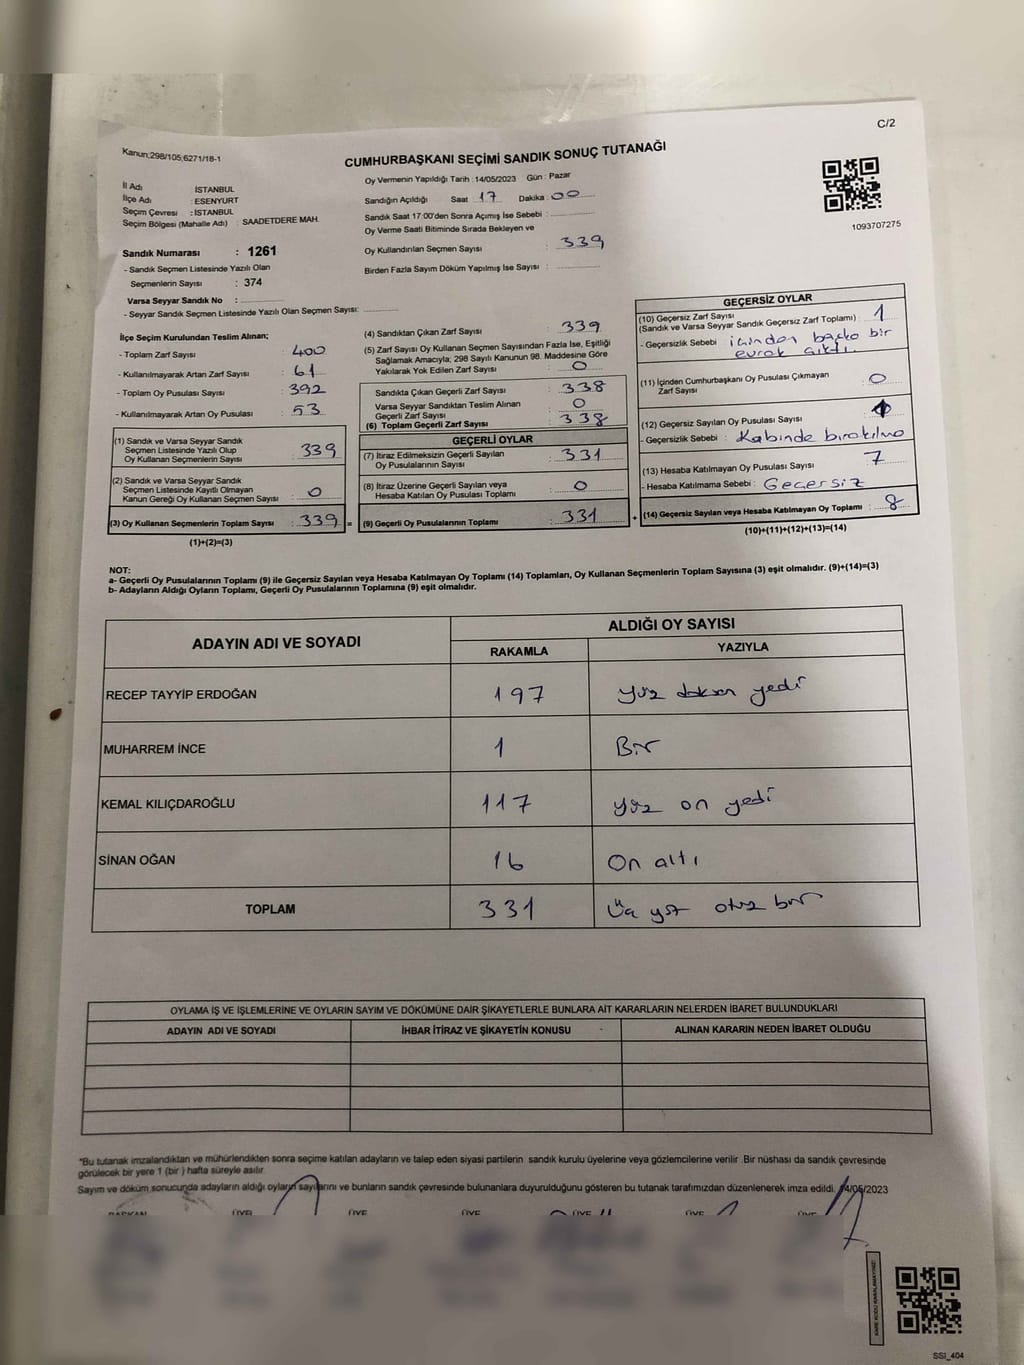 C/2
Kanun;298/105;6271/18-1
CUMHURBAŞKANI SEÇİMİ SANDIK SONUÇ TUTANAĞI
İl Adı : İSTANBUL
İlçe Adı : ESENYURT
Seçim Çevresi : İSTANBUL
Seçim Bölgesi (Mahalle Adı) : SAADETDERE MAH.
Oy Vermenin Yapıldığı Tarih : 14/05/2023 Gün : Pazar
Sandığın Açıldığı Saat 17 Dakika : 00
Sandık Saat 17:00'den Sonra Açımış İse Sebebi :
Oy Verme Saati Bitiminde Sırada Bekleyen ve
Oy Kullandırılan Seçmen Sayısı : 339
Birden Fazla Sayım Döküm Yapılmış İse Sayısı :
1093707275
Sandık Numarası : 1261
- Sandık Seçmen Listesinde Yazılı Olan
Seçmenlerin Sayısı : 374
Varsa Seyyar Sandık No :
- Seyyar Sandık Seçmen Listesinde Yazılı Olan Seçmen Sayısı:
İlçe Seçim Kurulundan Teslim Alınan;
- Toplam Zarf Sayısı : 400
- Kullanılmayarak Artan Zarf Sayısı : 61
- Toplam Oy Pusulası Sayısı : 392
- Kullanılmayarak Artan Oy Pusulası : 53
(1) Sandık ve Varsa Seyyar Sandık
Seçmen Listesinde Yazılı Olup
Oy Kullanan Seçmenlerin Sayısı : 339
(2) Sandık ve Varsa Seyyar Sandık
Seçmen Listesinde Kayıtlı Olmayan
Kanun Gereği Oy Kullanan Seçmen Sayısı : 0
(3) Oy Kullanan Seçmenlerin Toplam Sayısı : 339 =
(1)+(2)=(3)
(4) Sandıktan Çıkan Zarf Sayısı : 339
(5) Zarf Sayısı Oy Kullanan Seçmen Sayısından Fazla İse, Eşitliği
Sağlamak Amacıyla; 298 Sayılı Kanunun 98. Maddesine Göre
Yakılarak Yok Edilen Zarf Sayısı : 0
Sandıkta Çıkan Geçerli Zarf Sayısı : 338
Varsa Seyyar Sandıktan Teslim Alınan
Geçerli Zarf Sayısı : 0
(6) Toplam Geçerli Zarf Sayısı : 338
GEÇERLİ OYLAR
(7) İtiraz Edilmeksizin Geçerli Sayılan
Oy Pusulalarının Sayısı : 331
(8) İtiraz Üzerine Geçerli Sayılan veya
Hesaba Katılan Oy Pusulası Toplamı : 0
(9) Geçerli Oy Pusulalarının Toplamı : 331 +
GEÇERSİZ OYLAR
(10) Geçersiz Zarf Sayısı
(Sandık ve Varsa Seyyar Sandık Geçersiz Zarf Toplamı) : 1
- Geçersizlik Sebebi : içinden başka bir
evrak çıktı
(11) İçinden Cumhurbaşkanı Oy Pusulası Çıkmayan
Zarf Sayısı : 0
(12) Geçersiz Sayılan Oy Pusulası Sayısı :
- Geçersizlik Sebebi : Kabinde bırakılmo
(13) Hesaba Katılmayan Oy Pusulası Sayısı : 7
- Hesaba Katılmama Sebebi : Geçersiz
(14) Geçersiz Sayılan veya Hesaba Katılmayan Oy Toplamı : 8
(10)+(11)+(12)+(13)=(14)
NOT:
a- Geçerli Oy Pusulalarının Toplamı (9) ile Geçersiz Sayılan veya Hesaba Katılmayan Oy Toplamı (14) Toplamları, Oy Kullanan Seçmenlerin Toplam Sayısına (3) eşit olmalıdır. (9)+(14)=(3)
b- Adayların Aldığı Oyların Toplamı, Geçerli Oy Pusulalarının Toplamına (9) eşit olmalıdır.
ADAYIN ADI VE SOYADI
ALDIĞI OY SAYISI
RAKAMLA YAZIYLA
RECEP TAYYİP ERDOĞAN 197 yüz doksan yedi
MUHARREM İNCE 1 Bir
KEMAL KILIÇDAROĞLU 117 yüz on yedi
SİNAN OĞAN 16 On altı
TOPLAM 331 Üç yüz otuz bir
OYLAMA İŞ VE İŞLEMLERİNE VE OYLARIN SAYIM VE DÖKÜMÜNE DAİR ŞİKAYETLERLE BUNLARA AİT KARARLARIN NELERDEN İBARET BULUNDUKLARI
ADAYIN ADI VE SOYADI İHBAR İTİRAZ VE ŞİKAYETİN KONUSU ALINAN KARARIN NEDEN İBARET OLDUĞU
*Bu tutanak imzalandıktan ve mühürlendikten sonra seçime katılan adayların ve talep eden siyasi partilerin sandık kurulu üyelerine veya gözlemcilerine verilir .Bir nüshası da sandık çevresinde
görülecek bir yere 1 (bir ) hafta süreyle asılır.
Sayım ve döküm sonucunda adayların aldığı oyların sayılarını ve bunların sandık çevresinde bulunanlara duyurulduğunu gösteren bu tutanak tarafımızdan düzenlenerek imza edildi. 14/05/2023
BAŞKAN ÜYE ÜYE ÜYE ÜYE ÜYE ÜYE
KARE KODU KARALAMAYINIZ!
SSI_404